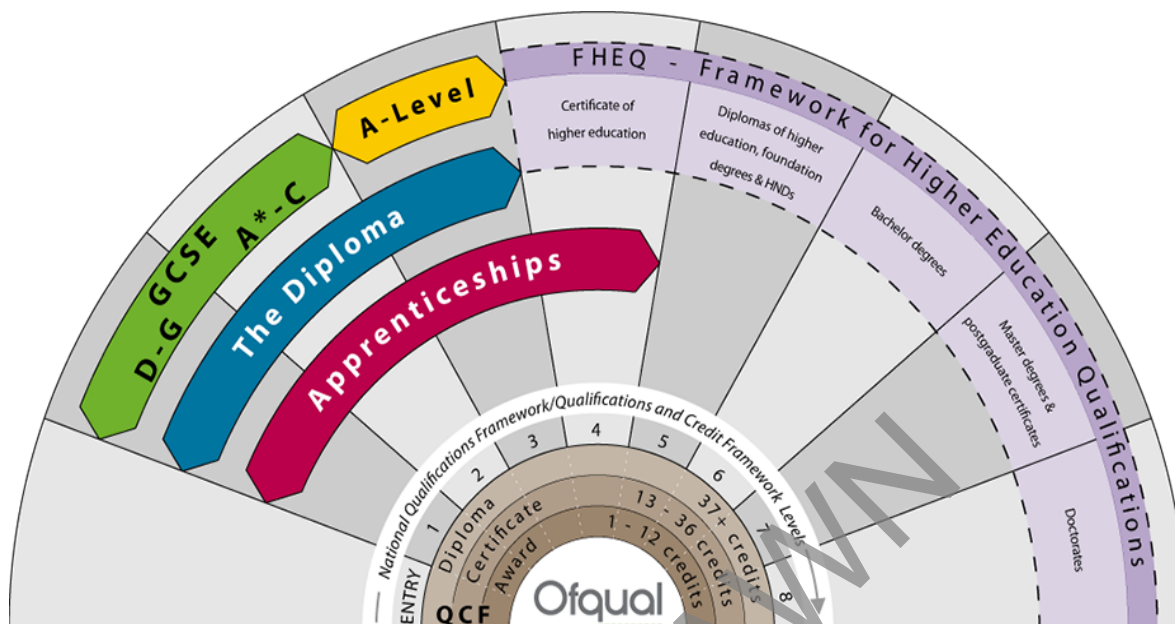 FHEQ - Framework for Higher Education Qualifications
A-Level
Certificate of
higher education
Diplomas of higher
education, foundation
degrees & HNDs
Bachelor degrees
Master degrees &
postgraduate certificates
Doctorates
GCSE
D-G A*-C
The Diploma
Apprenticeships
National Qualifications Framework/Qualifications and Credit Framework Levels
ENTRY
1
2
3
4
5
6
7
8
Diploma 37+ credits
Certificate 13 - 36 credits
Award 1 - 12 credits
QCF
Ofqual